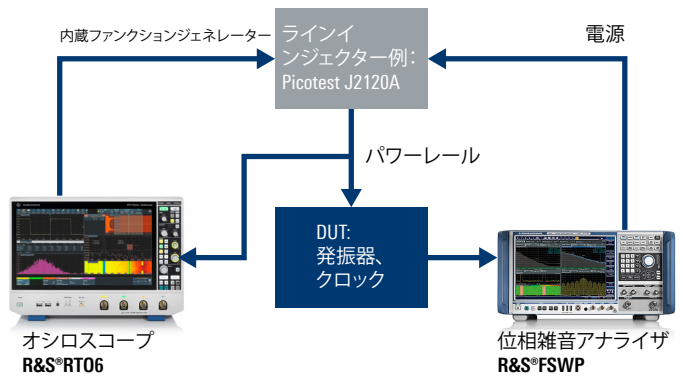 内蔵ファンクションジェネレーター
ラインイ
ンジェクター例:
Picotest J2120A
電源
パワーレール
DUT:
発振器、
クロック
オシロスコープ
R&S®RTO6
位相雑音アナライザ
R&S®FSWP